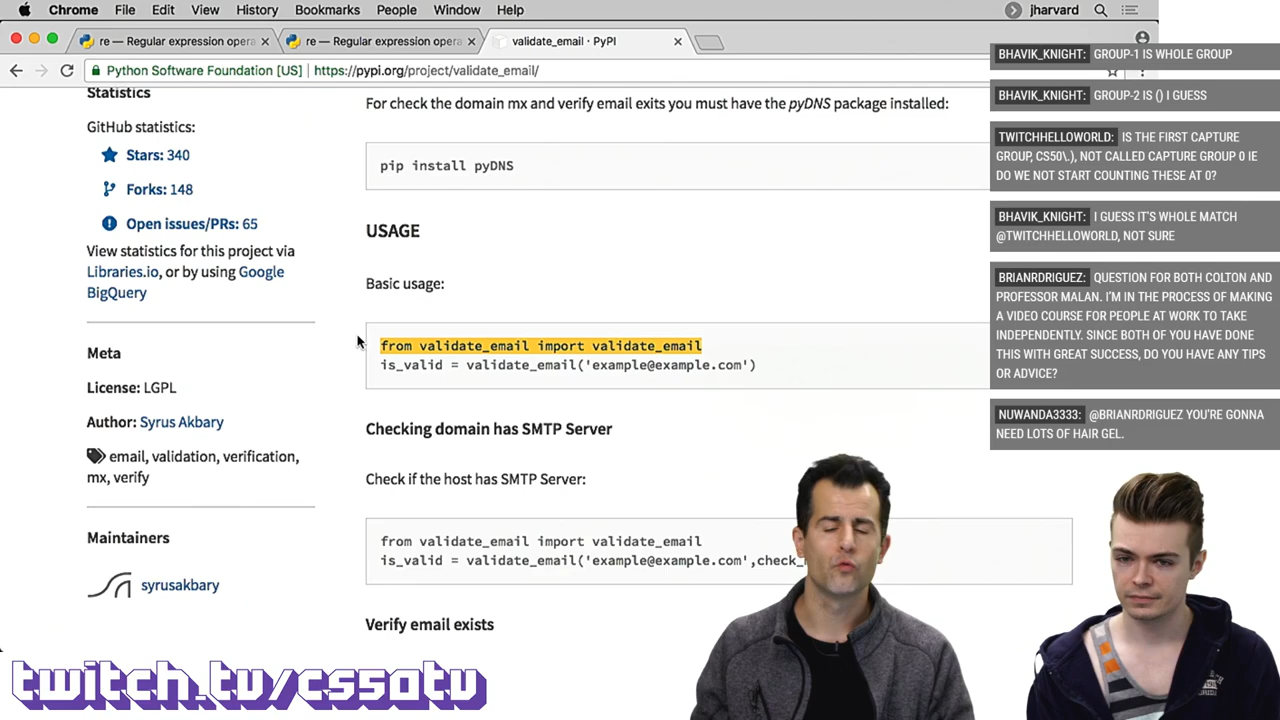 Chrome File Edit View History Bookmarks People Window Help jharvard
re — Regular expression opera × re — Regular expression opera × validate_email · PyPI ×
Python Software Foundation [US] | https://pypi.org/project/validate_email/
Statistics
GitHub statistics:
Stars: 340
Forks: 148
Open issues/PRs: 65
View statistics for this project via
Libraries.io, or by using Google
BigQuery
Meta
License: LGPL
Author: Syrus Akbary
email, validation, verification,
mx, verify
Maintainers
syrusakbary
For check the domain mx and verify email exits you must have the pyDNS package installed:
pip install pyDNS
USAGE
Basic usage:
from validate_email import validate_email
is_valid = validate_email('example@example.com')
Checking domain has SMTP Server
Check if the host has SMTP Server:
from validate_email import validate_email
is_valid = validate_email('example@example.com',check_
Verify email exists
BHAVIK_KNIGHT: GROUP-1 IS WHOLE GROUP
BHAVIK_KNIGHT: GROUP-2 IS () I GUESS
TWITCHHELLOWORLD: IS THE FIRST CAPTURE
GROUP, CS50\.), NOT CALLED CAPTURE GROUP 0 IE
DO WE NOT START COUNTING THESE AT 0?
BHAVIK_KNIGHT: I GUESS IT'S WHOLE MATCH
@TWITCHHELLOWORLD, NOT SURE
BRIANRDRIGUEZ: QUESTION FOR BOTH COLTON AND
PROFESSOR MALAN. I'M IN THE PROCESS OF MAKING
A VIDEO COURSE FOR PEOPLE AT WORK TO TAKE
INDEPENDENTLY. SINCE BOTH OF YOU HAVE DONE
THIS WITH GREAT SUCCESS, DO YOU HAVE ANY TIPS
OR ADVICE?
NUWANDA3333: @BRIANRDRIGUEZ YOU'RE GONNA
NEED LOTS OF HAIR GEL.
twitch.tv/cs50tv